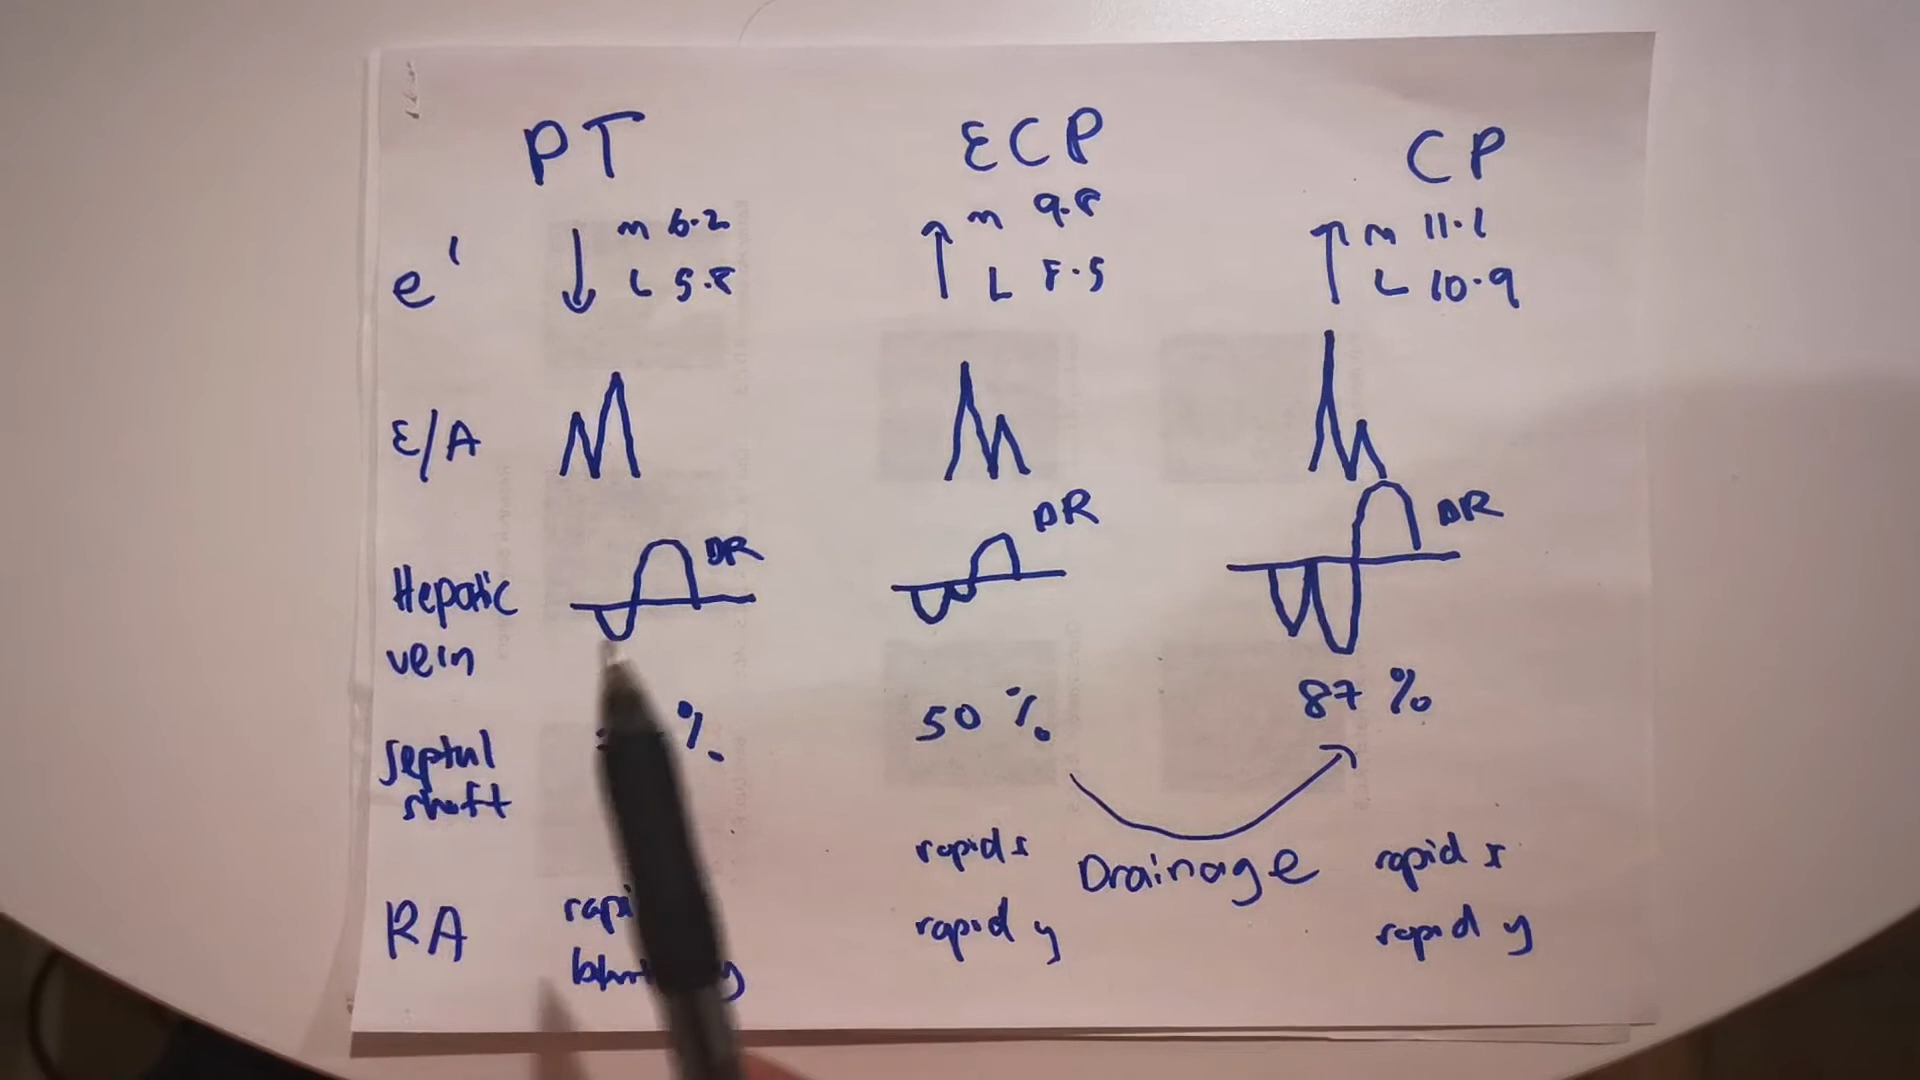 PT ECP CP
e' ↓ m 6.2 ↑ m 9.8 ↑ m 11.1
L 5.8 L 8.5 L 10.9
E/A
DR DR DR
Hepatic
vein
% 50 % 87 %
septal
shift
rapid x Drainage rapid x
RA rapid y rapid y